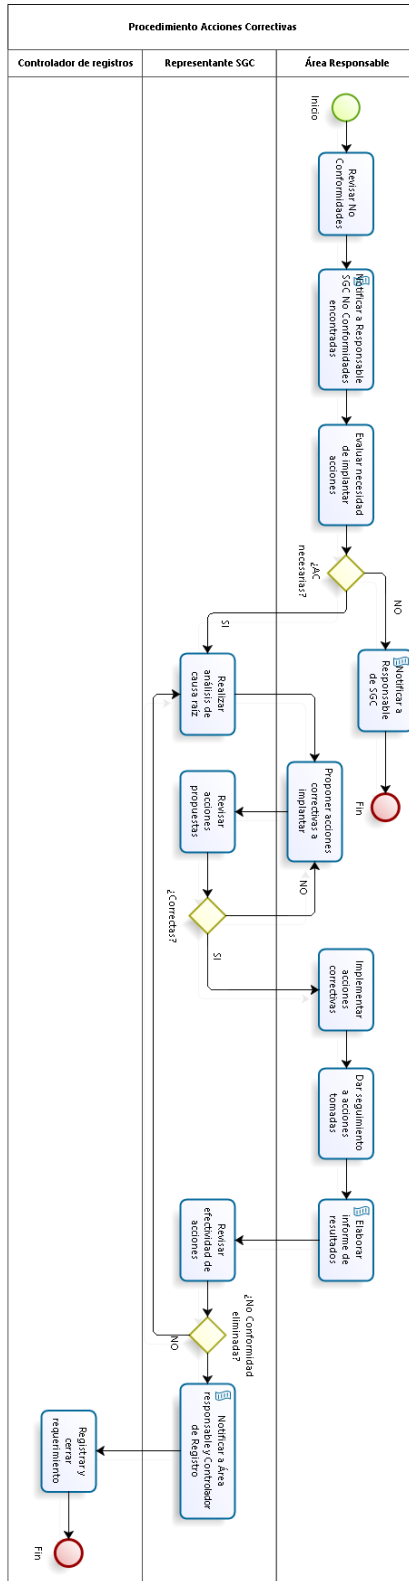 Procedimiento Acciones Correctivas
Controlador de registros
Representante SGC
Área Responsable
Inicio
Revisar No
Conformidades
Notificar a Responsable
SGC No Conformidades
encontradas
Evaluar necesidad
de implantar
acciones
¿AC
necesarias?
NO
SI
Notificar a
Responsable
de SGC
Fin
Realizar
análisis de
causa raíz
Proponer acciones
correctivas a
implantar
Revisar
acciones
propuestas
¿Correctas?
NO
SI
Implementar
acciones
correctivas
Dar seguimiento
a acciones
tomadas
Elaborar
informe de
resultados
Revisar
efectividad de
acciones
¿No Conformidad
eliminada?
NO
Notificar a Área
responsable y Controlador
de Registro
Registrar y
cerrar
requerimiento
Fin